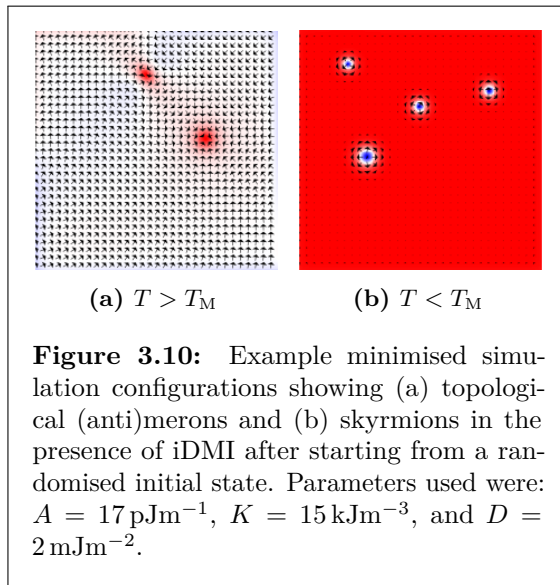 (a) T > T_M
(b) T < T_M
Figure 3.10: Example minimised simu-
lation configurations showing (a) topologi-
cal (anti)merons and (b) skyrmions in the
presence of iDMI after starting from a ran-
domised initial state. Parameters used were:
A = 17 pJm⁻¹, K = 15 kJm⁻³, and D =
2 mJm⁻².